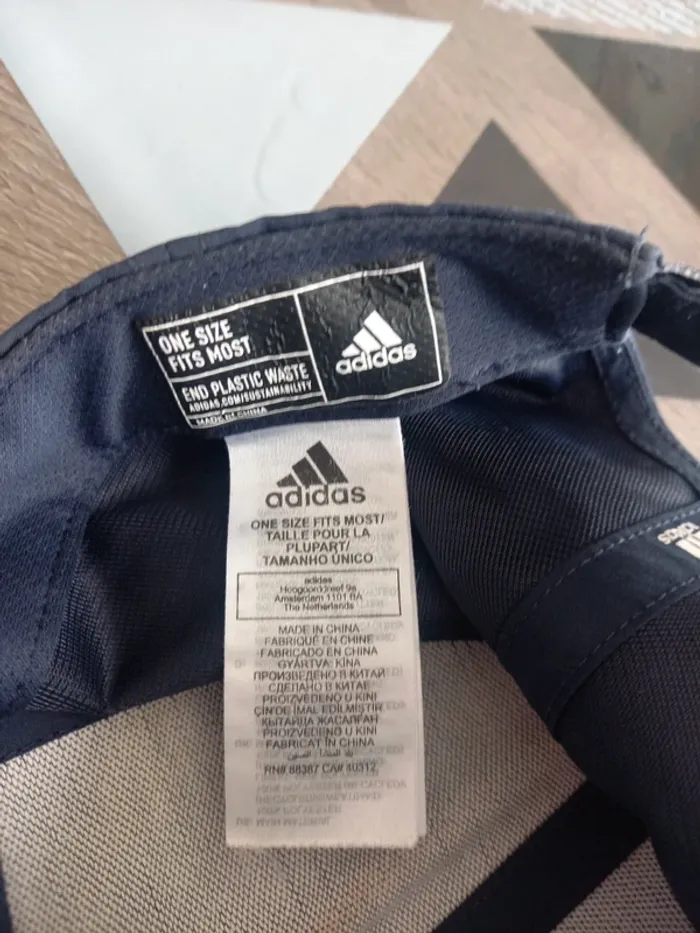 ONE SIZE
FITS MOST
END PLASTIC WASTE
ADIDAS.COM/SUSTAINABILITY
MADE IN CHINA
adidas
adidas
ONE SIZE FITS MOST/
TAILLE POUR LA
PLUPART/
TAMANHO ÚNICO
adidas
Hoogoorddreef 9a
Amsterdam 1101 BA
The Netherlands
MADE IN CHINA
FABRIQUÉ EN CHINE
FABRICADO EN CHINA
GYÁRTVA: KÍNA
ПРОИЗВЕДЕНО В КИТАЙ
СДЕЛАНО В КИТАЕ
PROIZVEDENO U KINI
ÇİN'DE İMAL EDİLMİŞTİR
КЫТАЙДА ЖАСАЛҒАН
PROIZVEDENO U KINI
FABRICAT ÎN CHINA
RN# 88387 CA# 40312